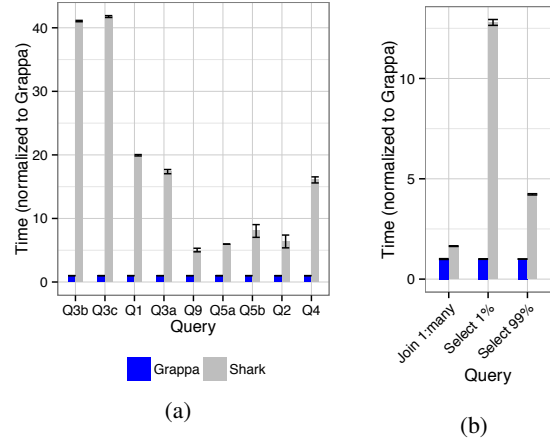 Time (normalized to Grappa)
40
30
20
10
0
Q3b Q3c Q1 Q3a Q9 Q5a Q5b Q2 Q4
Query
Grappa Shark
(a)
Time (normalized to Grappa)
10
5
0
Join 1:many Select 1% Select 99%
Query
(b)